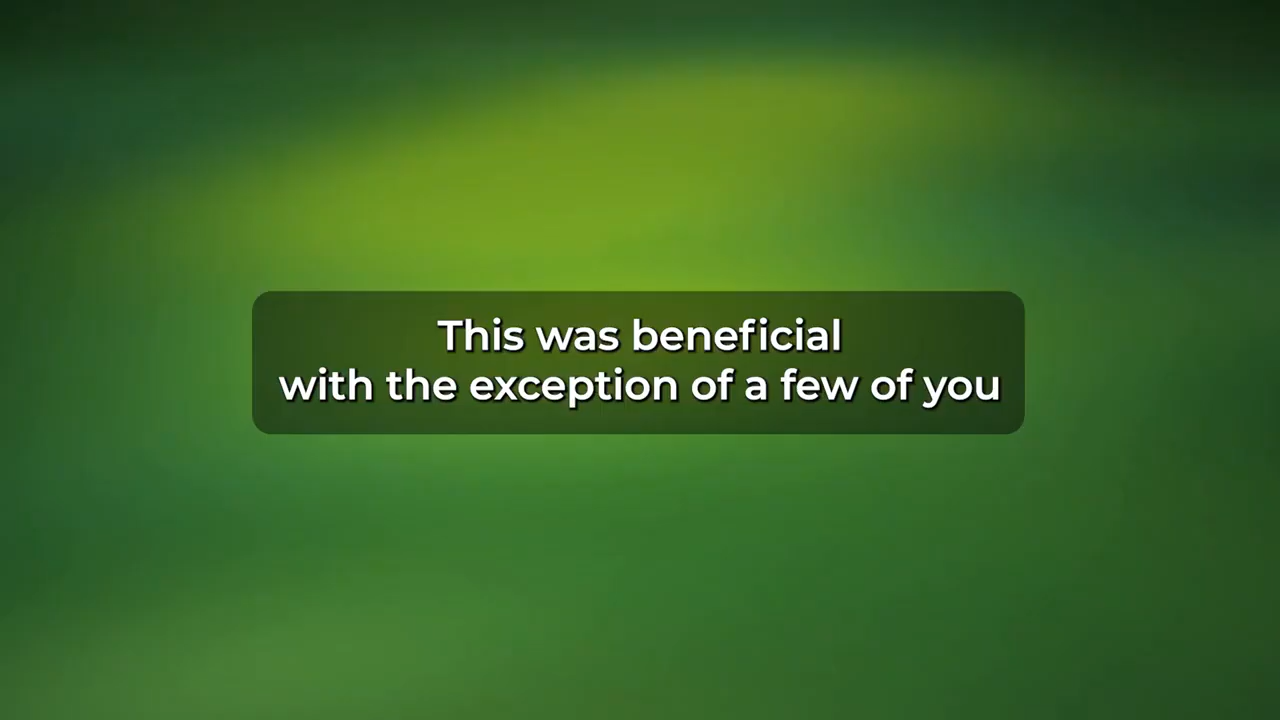 This was beneficial
with the exception of a few of you